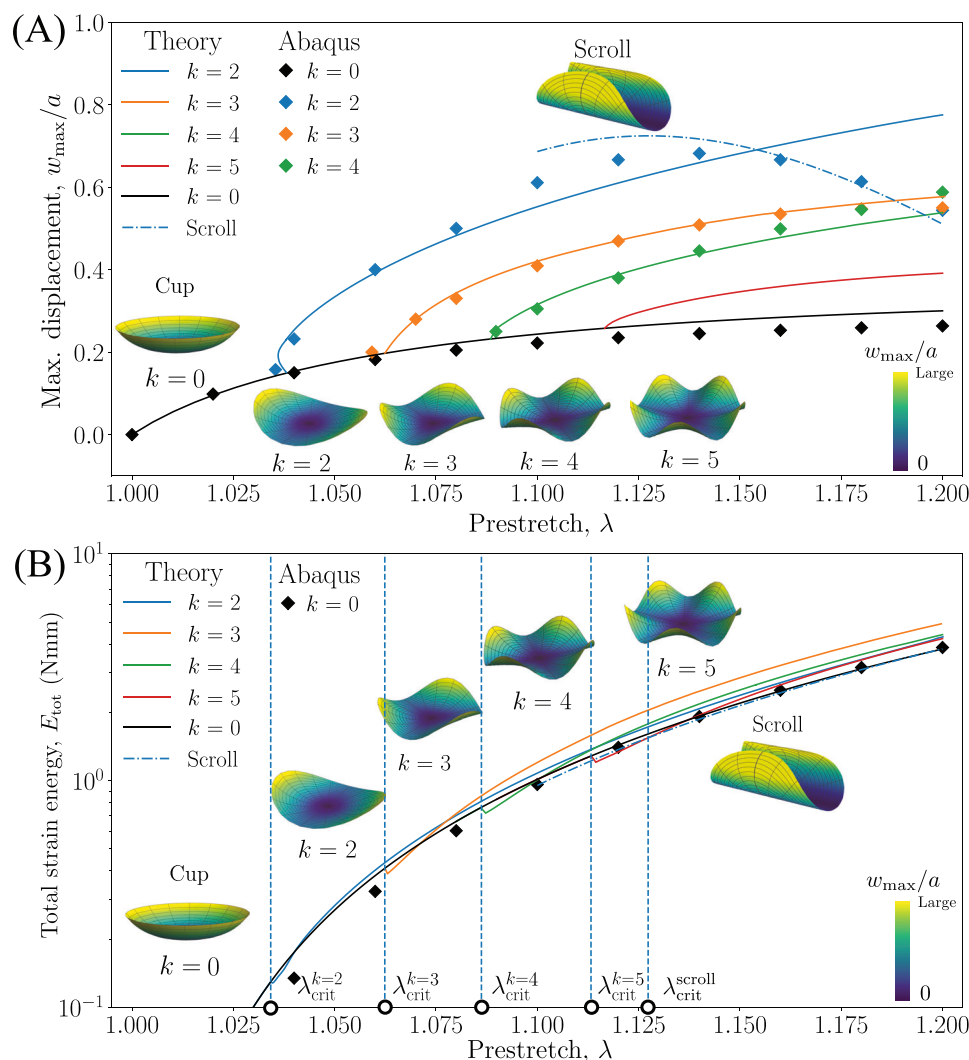 (A)
Theory
k = 2
k = 3
k = 4
k = 5
k = 0
Scroll
Abaqus
k = 0
k = 2
k = 3
k = 4
Scroll
Cup
k = 0
k = 2
k = 3
k = 4
k = 5
w_max/a
Large
0
Max. displacement, w_max/a
1.0
0.8
0.6
0.4
0.2
0.0
1.000 1.025 1.050 1.075 1.100 1.125 1.150 1.175 1.200
Prestretch, λ
(B)
Theory
k = 2
k = 3
k = 4
k = 5
k = 0
Scroll
Abaqus
k = 0
Cup
k = 0
k = 2
k = 3
k = 4
k = 5
Scroll
w_max/a
Large
0
λ_crit^{k=2}
λ_crit^{k=3}
λ_crit^{k=4}
λ_crit^{k=5}
λ_crit^{scroll}
Total strain energy, E_tot (Nmm)
10^1
10^0
10^{−1}
1.000 1.025 1.050 1.075 1.100 1.125 1.150 1.175 1.200
Prestretch, λ